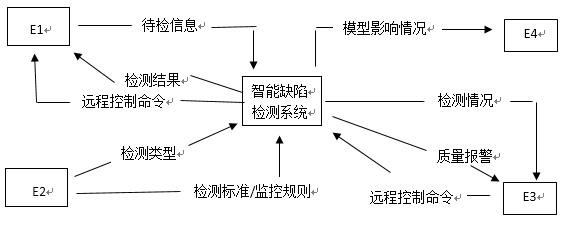 E1
待检信息
模型影响情况
E4
检测结果
智能缺陷
远程控制命令
检测系统
检测情况
检测类型
质量报警
E2
检测标准/监控规则
远程控制命令
E3